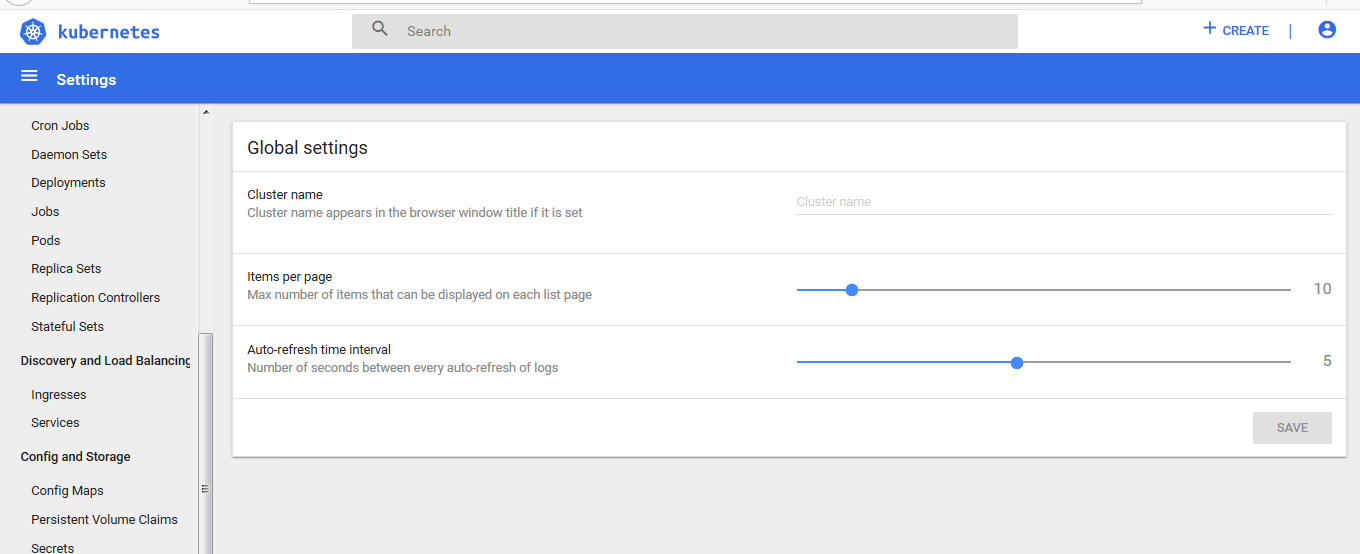 kubernetes
Search
CREATE |
Settings
Cron Jobs
Daemon Sets
Deployments
Jobs
Pods
Replica Sets
Replication Controllers
Stateful Sets
Discovery and Load Balancing
Ingresses
Services
Config and Storage
Config Maps
Persistent Volume Claims
Secrets
Global settings
Cluster name
Cluster name appears in the browser window title if it is set
Cluster name
Items per page
Max number of items that can be displayed on each list page
10
Auto-refresh time interval
Number of seconds between every auto-refresh of logs
5
SAVE